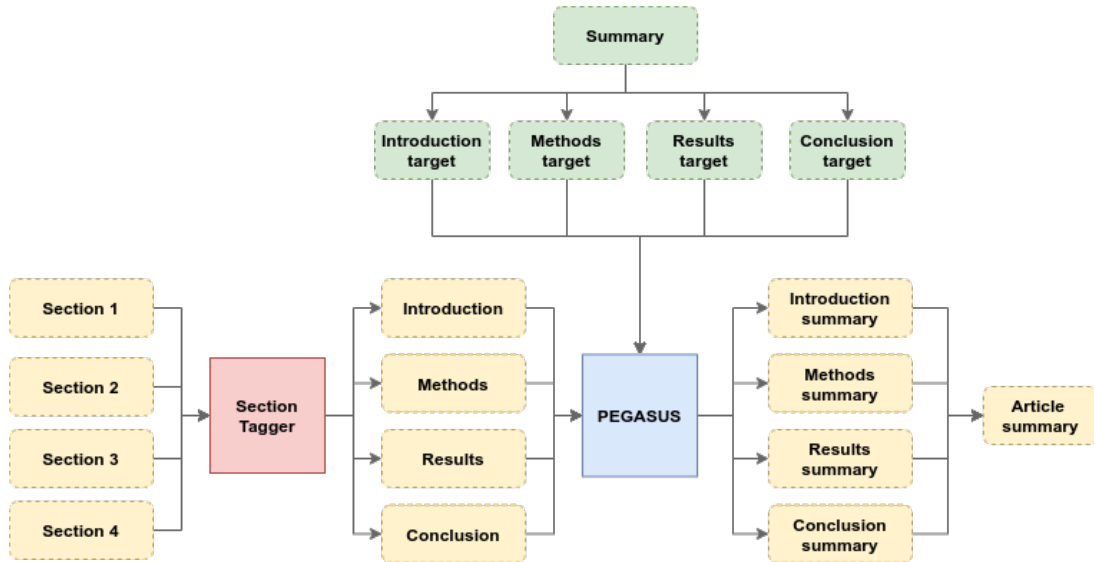 Summary
Introduction
target
Methods
target
Results
target
Conclusion
target
Section 1
Section 2
Section 3
Section 4
Section
Tagger
Introduction
Methods
Results
Conclusion
PEGASUS
Introduction
summary
Methods
summary
Results
summary
Conclusion
summary
Article
summary